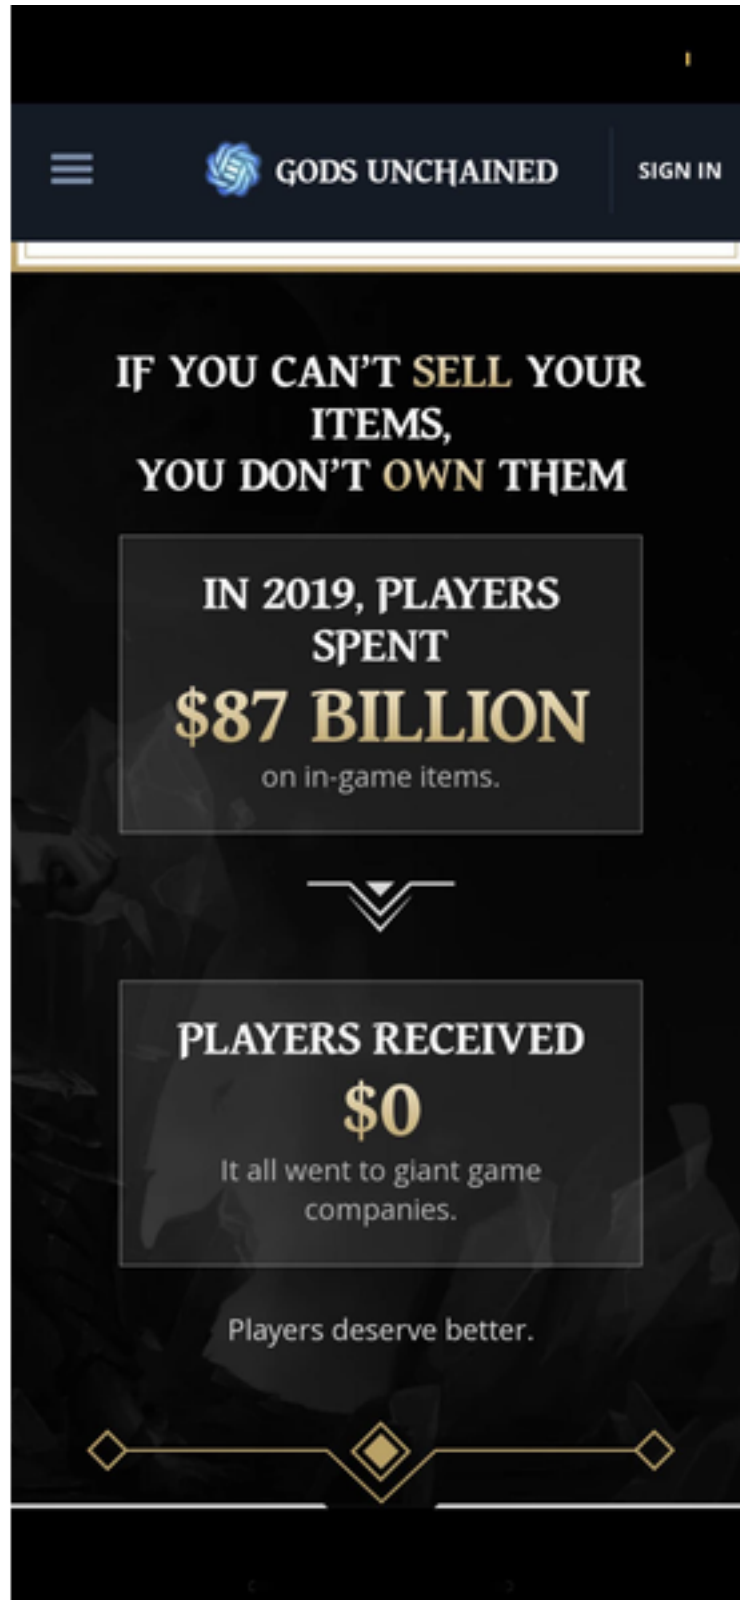 GODS UNCHAINED
SIGN IN
IF YOU CAN'T SELL YOUR
ITEMS,
YOU DON'T OWN THEM
IN 2019, PLAYERS
SPENT
$87 BILLION
on in-game items.
PLAYERS RECEIVED
$0
It all went to giant game
companies.
Players deserve better.